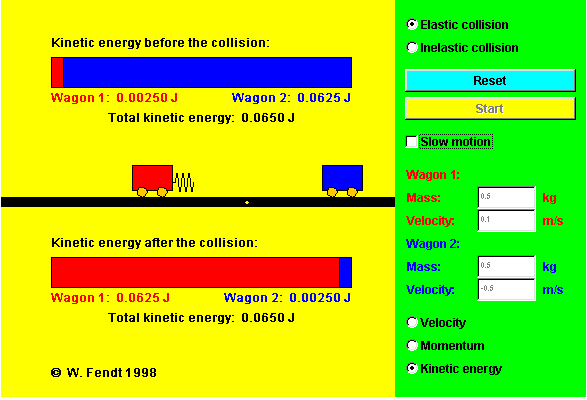 Kinetic energy before the collision:
Wagon 1: 0.00250 J Wagon 2: 0.0625 J
Total kinetic energy: 0.0650 J
Kinetic energy after the collision:
Wagon 1: 0.0625 J Wagon 2: 0.00250 J
Total kinetic energy: 0.0650 J
© W. Fendt 1998
Elastic collision
Inelastic collision
Reset
Start
Slow motion
Wagon 1:
Mass: 0.5 kg
Velocity: 0.1 m/s
Wagon 2:
Mass: 0.5 kg
Velocity: -0.5 m/s
Velocity
Momentum
Kinetic energy